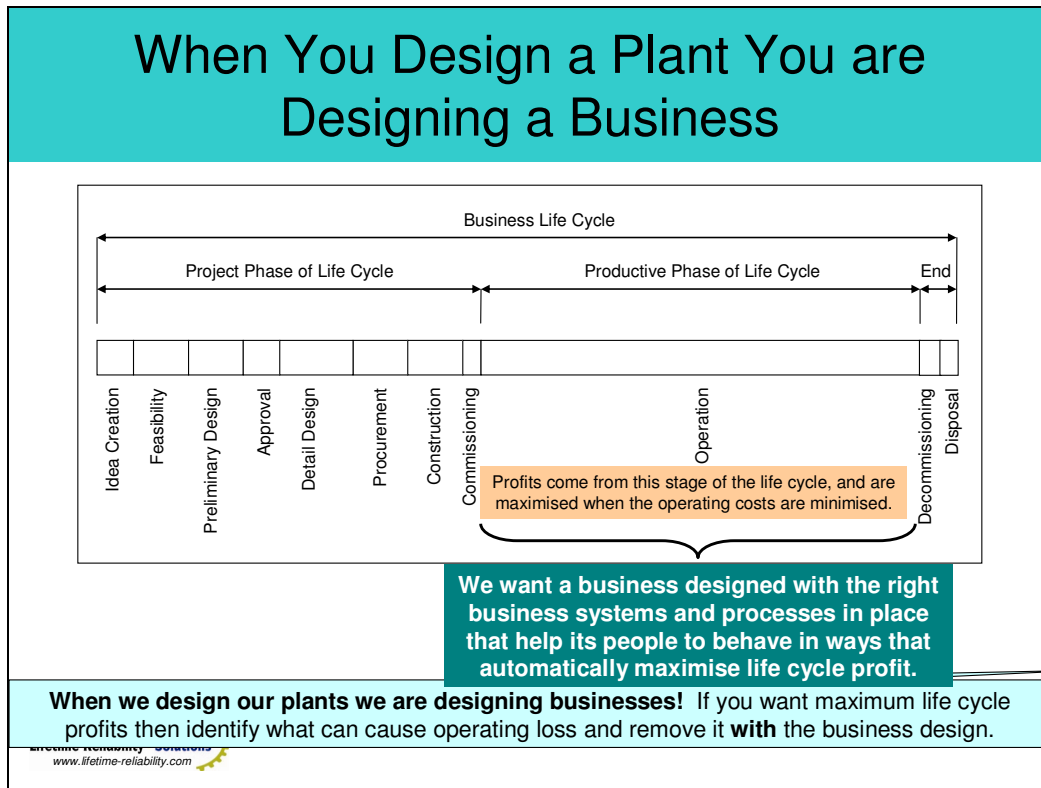 When You Design a Plant You are
Designing a Business
Business Life Cycle
Project Phase of Life Cycle
Productive Phase of Life Cycle
End
Idea Creation
Feasibility
Preliminary Design
Approval
Detail Design
Procurement
Construction
Commissioning
Operation
Decommissioning
Disposal
Profits come from this stage of the life cycle, and are
maximised when the operating costs are minimised.
We want a business designed with the right
business systems and processes in place
that help its people to behave in ways that
automatically maximise life cycle profit.
When we design our plants we are designing businesses! If you want maximum life cycle
profits then identify what can cause operating loss and remove it with the business design.
Lifetime Reliability Solutions
www.lifetime-reliability.com